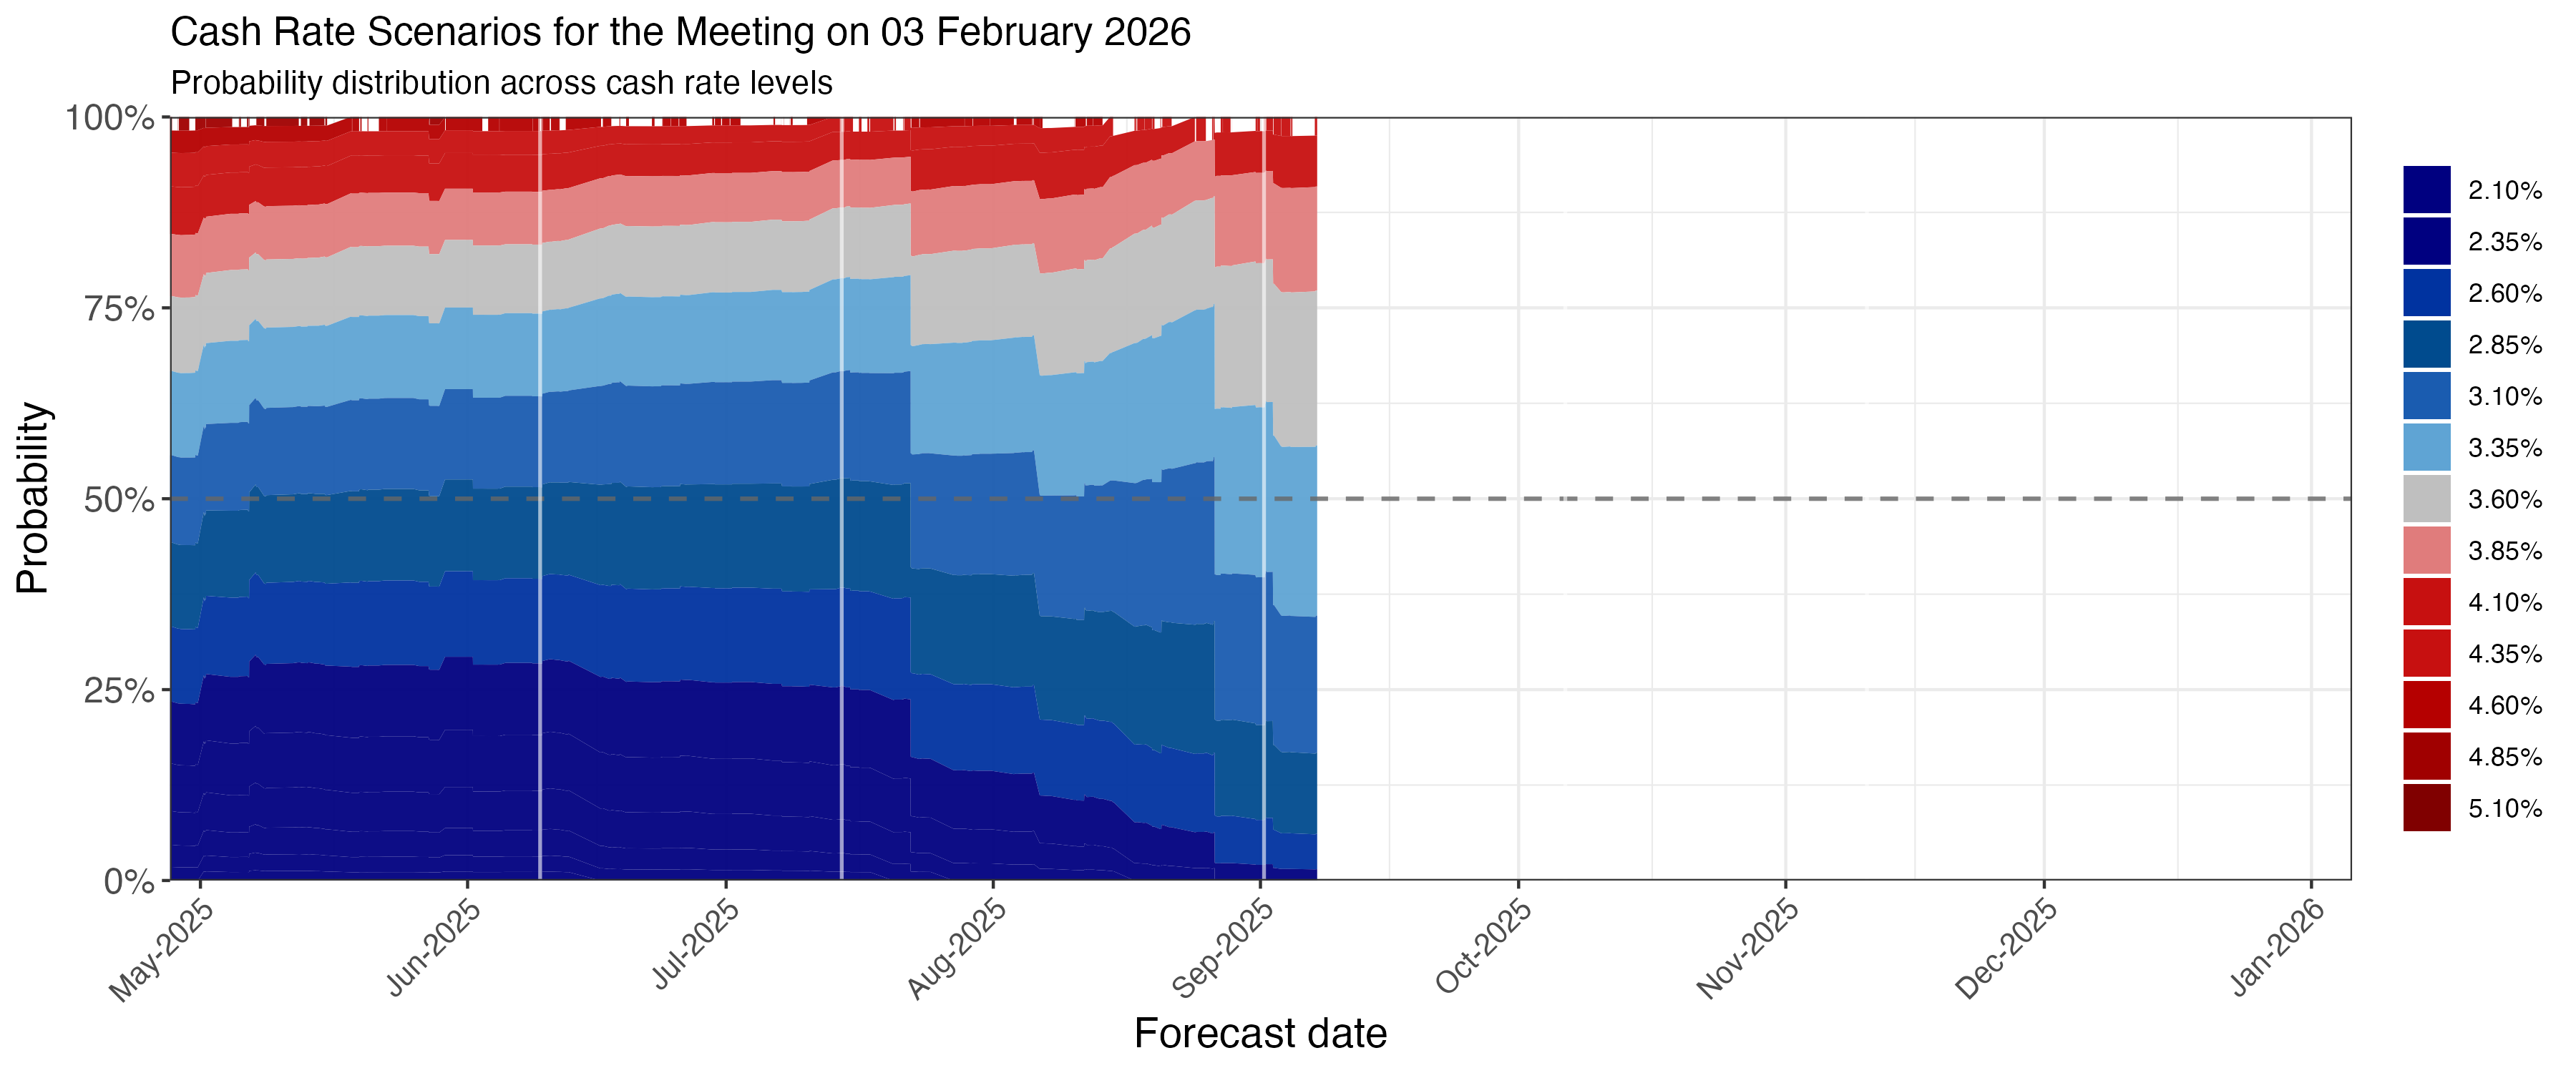 Cash Rate Scenarios for the Meeting on 03 February 2026
Probability distribution across cash rate levels
Probability
100%
75%
50%
25%
0%
May-2025
Jun-2025
Jul-2025
Aug-2025
Sep-2025
Oct-2025
Nov-2025
Dec-2025
Jan-2026
Forecast date
2.10%
2.35%
2.60%
2.85%
3.10%
3.35%
3.60%
3.85%
4.10%
4.35%
4.60%
4.85%
5.10%